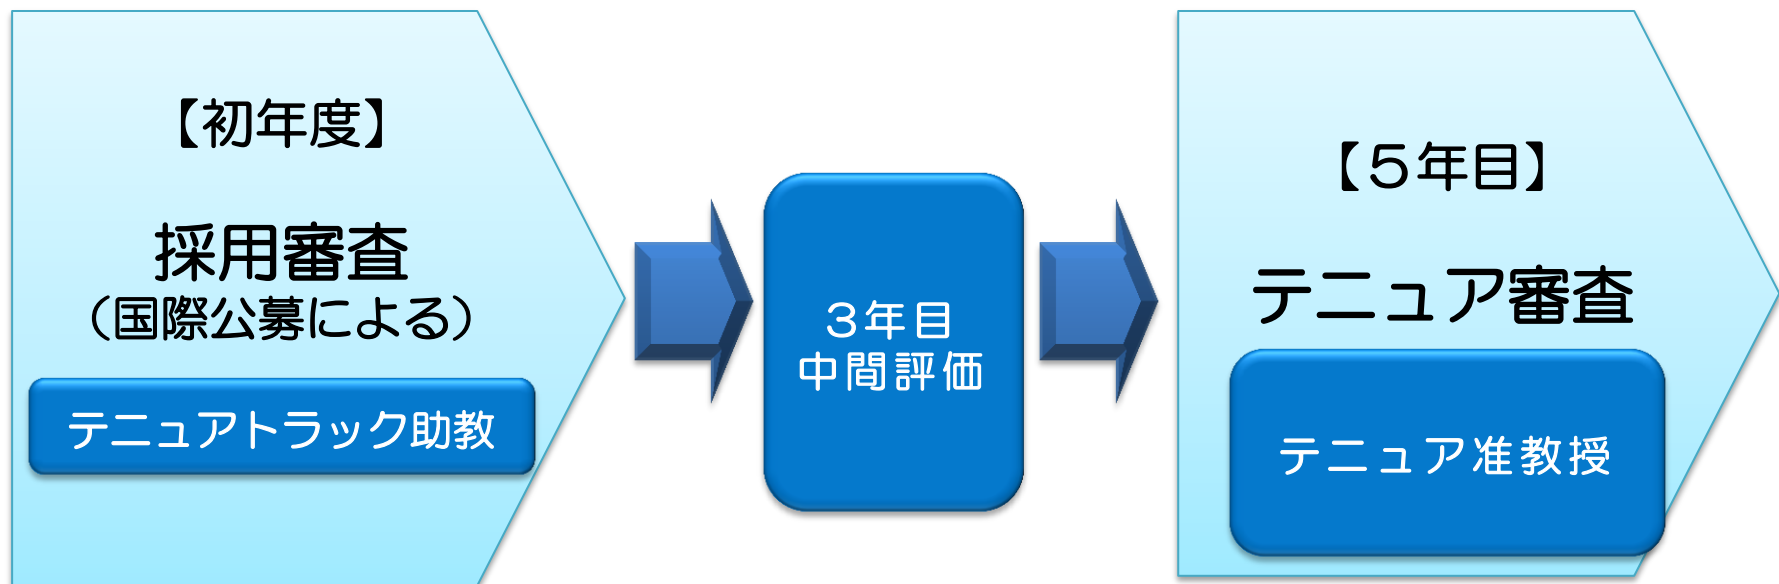 【初年度】
採用審査
（国際公募による）
テニュアトラック助教
３年目
中間評価
【５年目】
テニュア審査
テニュア准教授